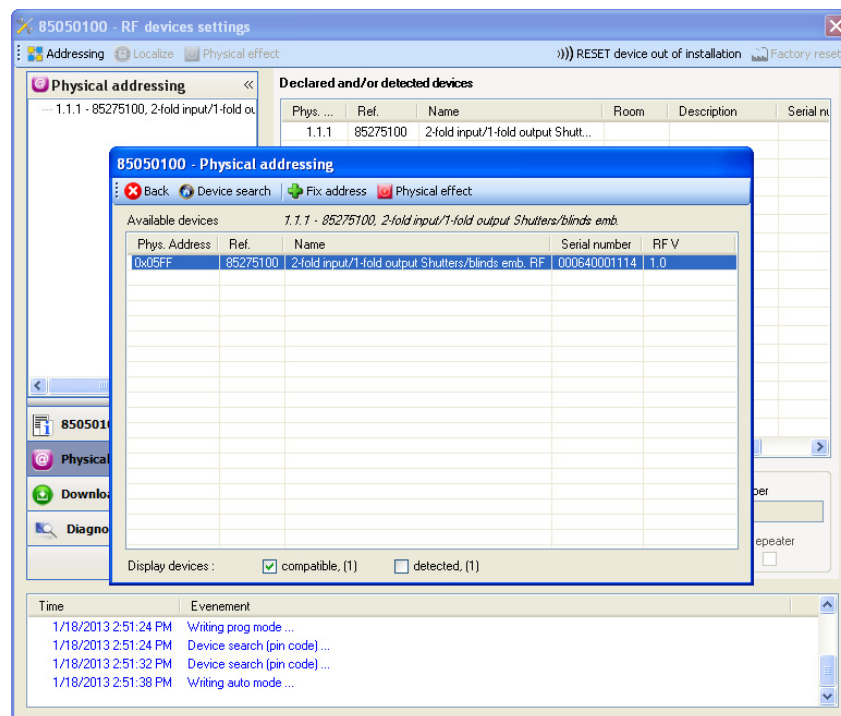 85050100 - RF devices settings
Addressing Localize Physical effect ))) RESET device out of installation Factory reset
Physical addressing «
1.1.1 - 85275100, 2-fold input/1-fold ou
Declared and/or detected devices
Phys. ... Ref. Name Room Description Serial nu
1.1.1 85275100 2-fold input/1-fold output Shutt...
85050100 - Physical addressing
Back Device search Fix address Physical effect
Available devices 1.1.1 - 85275100, 2-fold input/1-fold output Shutters/blinds emb.
Phys. Address Ref. Name Serial number RF V
0x05FF 85275100 2-fold input/1-fold output Shutters/blinds emb. RF 000640001114 1.0
850501
Physical
Downloa
Diagno
ber
epeater
Display devices : compatible, (1) detected, (1)
Time Evenement
1/18/2013 2:51:24 PM Writing prog mode ...
1/18/2013 2:51:24 PM Device search (pin code) ...
1/18/2013 2:51:32 PM Device search (pin code) ...
1/18/2013 2:51:38 PM Writing auto mode ...